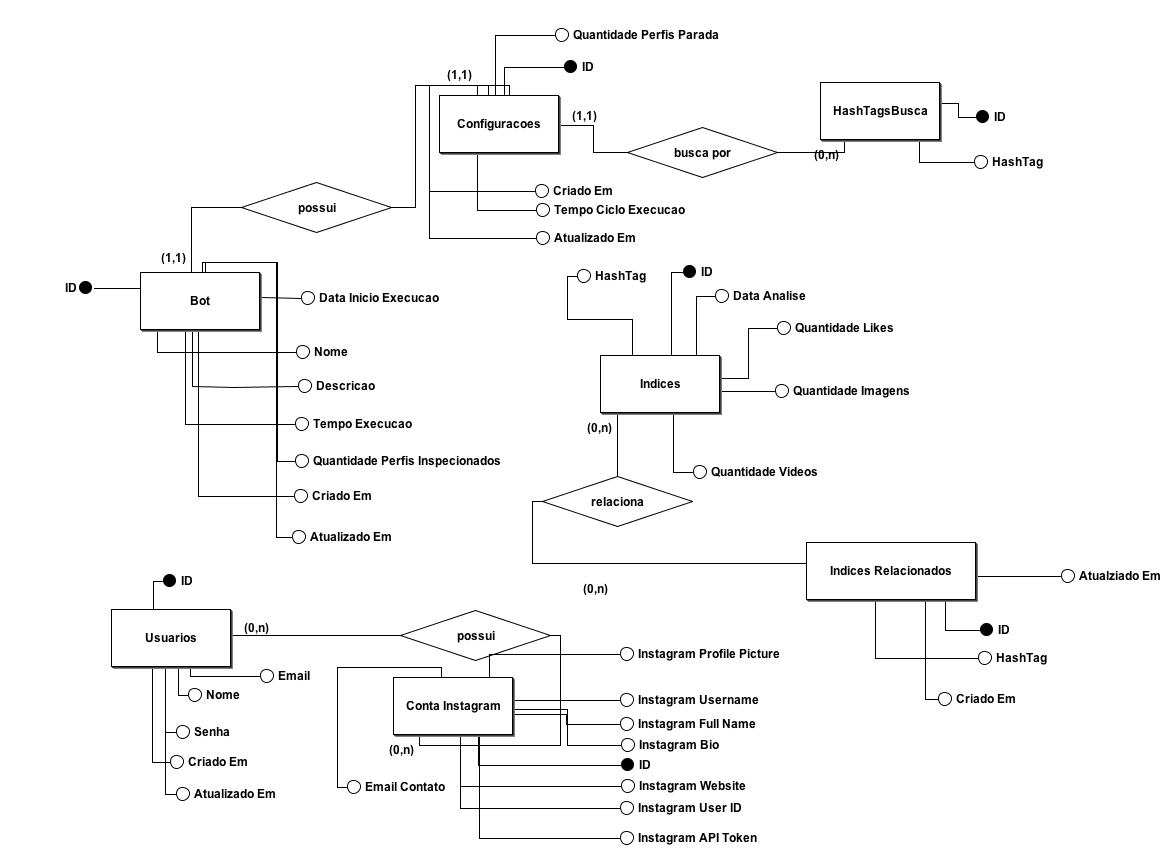 Quantidade Perfis Parada
ID
(1,1)
Configuracoes
(1,1)
busca por
(0,n)
HashTagsBusca
ID
HashTag
Criado Em
Tempo Ciclo Execucao
Atualizado Em
possui
(1,1)
ID
Bot
Data Inicio Execucao
Nome
Descricao
Tempo Execucao
Quantidade Perfis Inspecionados
Criado Em
Atualizado Em
HashTag
ID
Data Analise
Quantidade Likes
Indices
Quantidade Imagens
(0,n)
Quantidade Videos
relaciona
(0,n)
Indices Relacionados
Atualziado Em
ID
HashTag
Criado Em
ID
Usuarios
(0,n)
possui
Email
Nome
Senha
Criado Em
Atualizado Em
Conta Instagram
(0,n)
Email Contato
Instagram Profile Picture
Instagram Username
Instagram Full Name
Instagram Bio
ID
Instagram Website
Instagram User ID
Instagram API Token